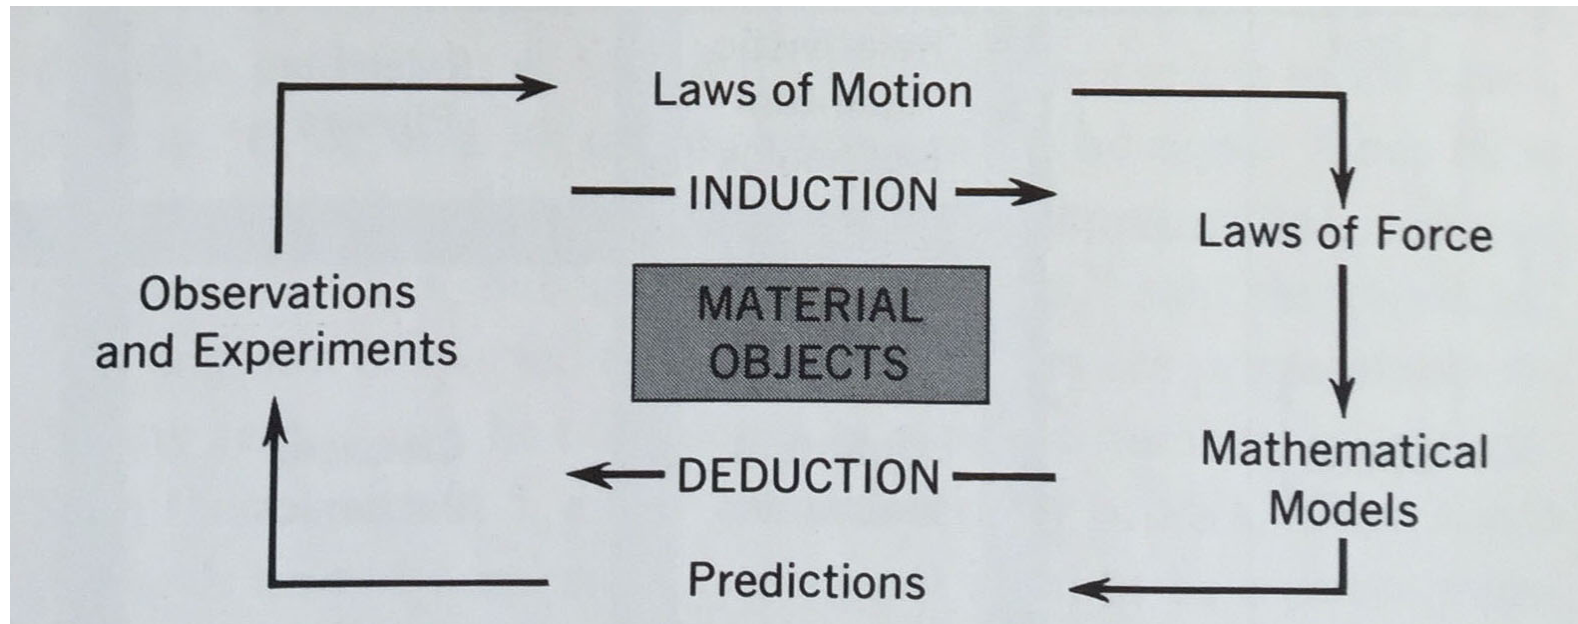 Laws of Motion
INDUCTION
Laws of Force
Observations
and Experiments
MATERIAL
OBJECTS
DEDUCTION
Mathematical
Models
Predictions